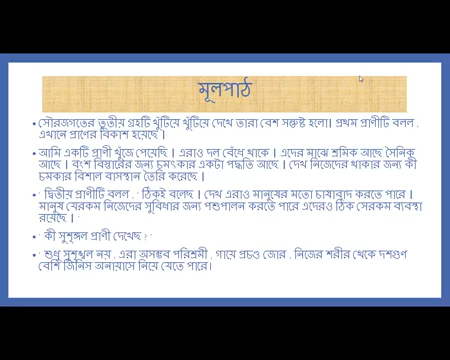 মূলপাঠ
• সৌরজগতের তৃতীয় গ্রহটি খুঁটিয়ে খুঁটিয়ে দেখে তারা বেশ সন্তুষ্ট হলো। প্রথম প্রাণীটি বলল ,
এখানে প্রাণের বিকাশ হয়েছে ।
• আমি একটি প্রাণী খুঁজে পেয়েছি । এরাও দল বেঁধে থাকে । এদের মাঝে শ্রমিক আছে সৈনিক
আছে । বংশ বিস্তারের জন্য চমৎকার একটা পদ্ধতি আছে । দেখ নিজেদের থাকার জন্য কী
চমকার বিশাল বাসস্থান তৈরি করেছে ।
• ' দ্বিতীয় প্রাণীটি বলল , ' ঠিকই বলেছ । দেখ এরাও মানুষের মতো চাষাবাদ করতে পারে ।
মানুষ যেরকম নিজেদের সুবিধার জন্য পশুপালন করতে পারে এদেরও ঠিক সেরকম ব্যবস্থা
রয়েছে । '
• ' কী সুশৃঙ্গল প্রাণী দেখেছ ? '
• ' শুধু সুশৃঙ্খল নয় , এরা অসম্ভব পরিশ্রমী , গায়ে প্রচণ্ড জোর , নিজের শরীর থেকে দশগুণ
বেশি জিনিস অনায়াসে নিয়ে যেতে পারে।